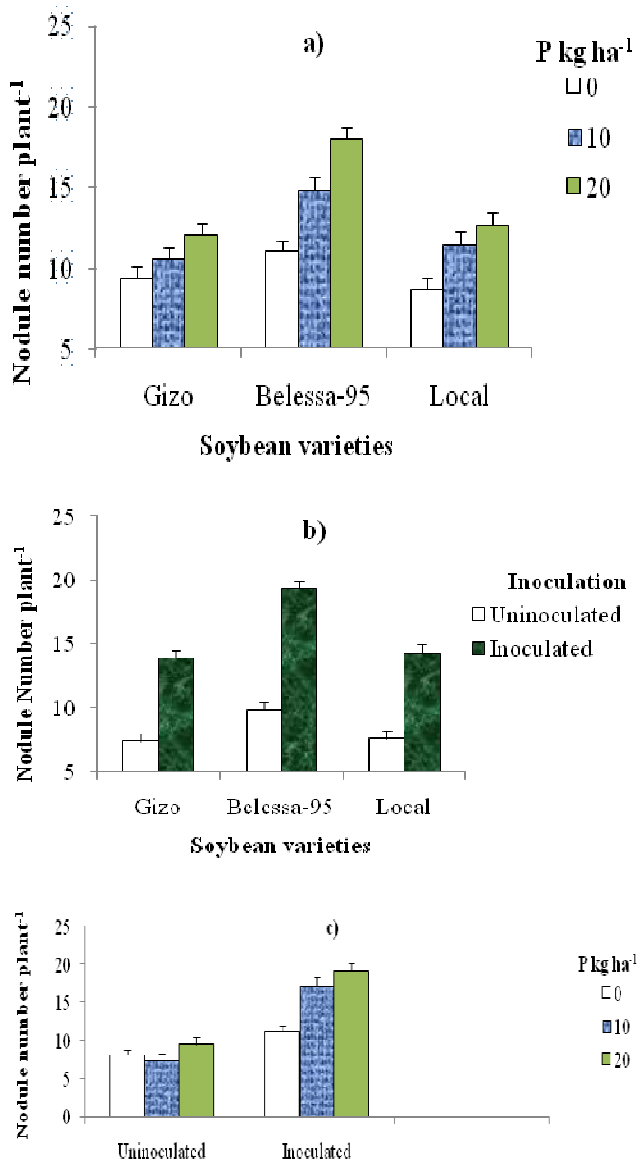 a)
25
20
15
10
5
Nodule number plant-1
Gizo Belessa-95 Local
Soybean varieties
P kg ha-1
0
10
20
b)
25
20
15
10
5
Nodule Number plant-1
Gizo Belessa-95 Local
Soybean varieties
Inoculation
Uninoculated
Inoculated
c)
25
20
15
10
5
0
Nodule number plant-1
Uninoculated Inoculated
P kg ha-1
0
10
20